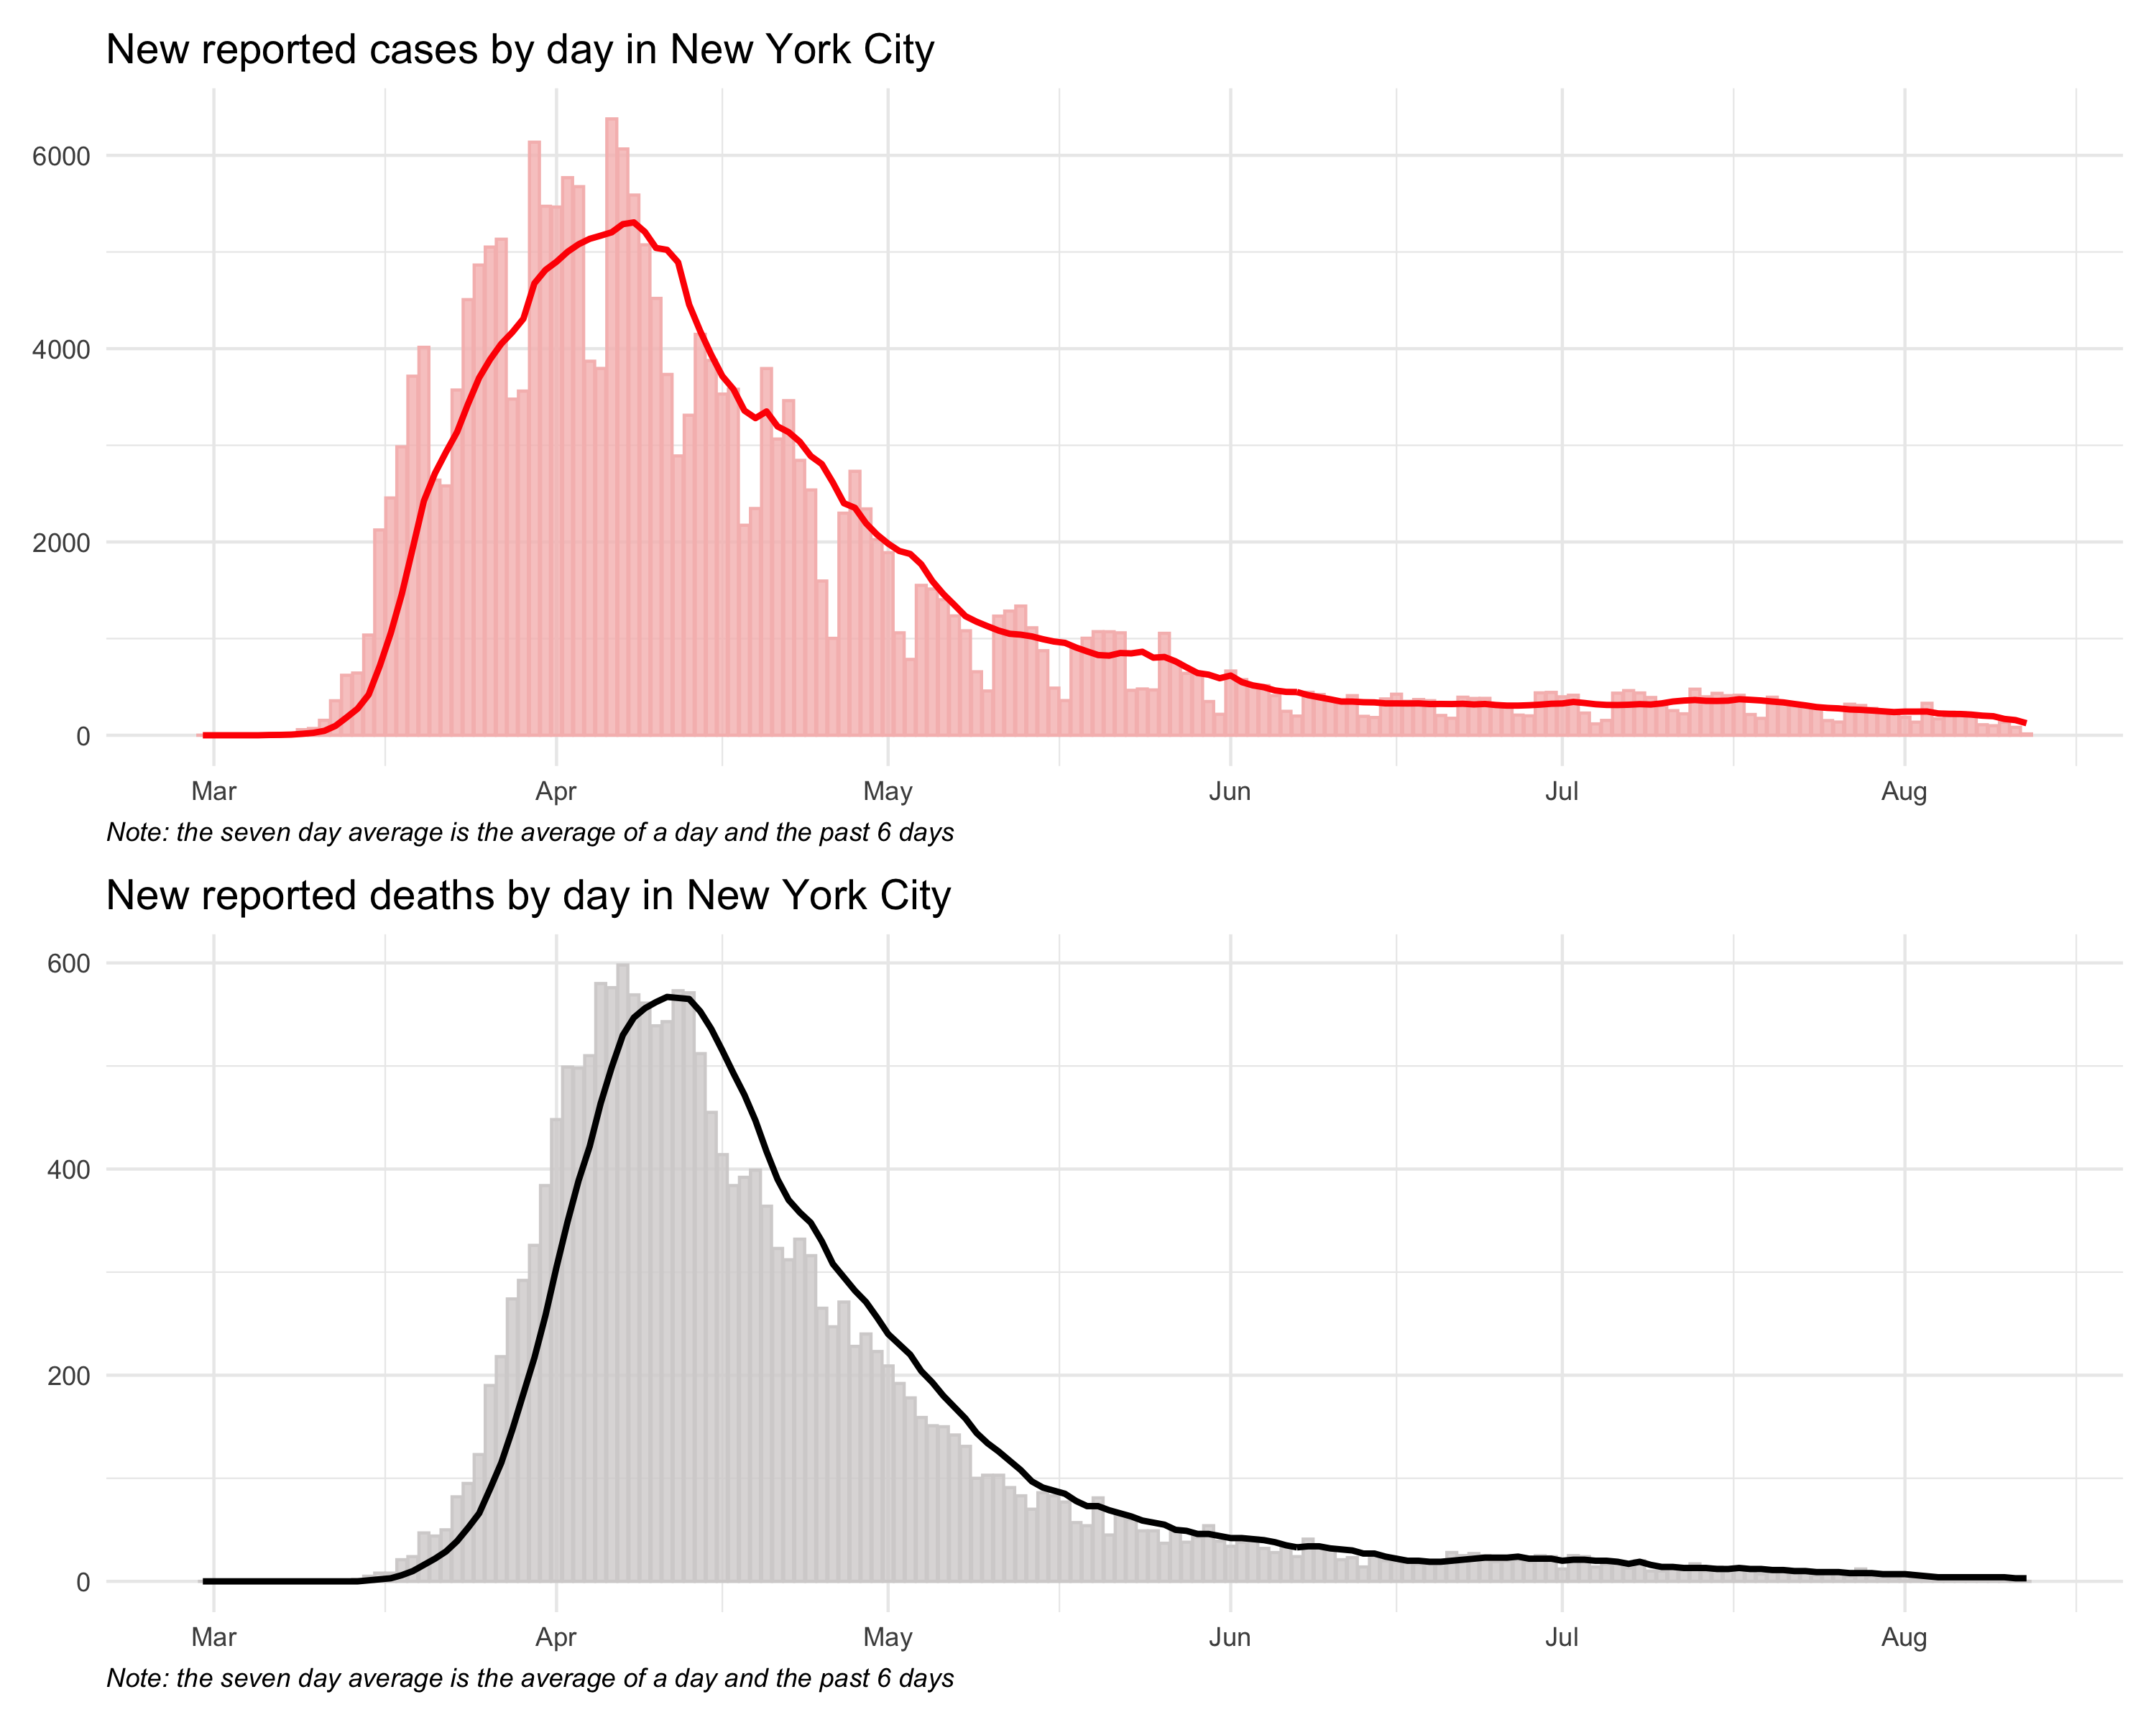 New reported cases by day in New York City
6000
4000
2000
0
Mar Apr May Jun Jul Aug
Note: the seven day average is the average of a day and the past 6 days
New reported deaths by day in New York City
600
400
200
0
Mar Apr May Jun Jul Aug
Note: the seven day average is the average of a day and the past 6 days